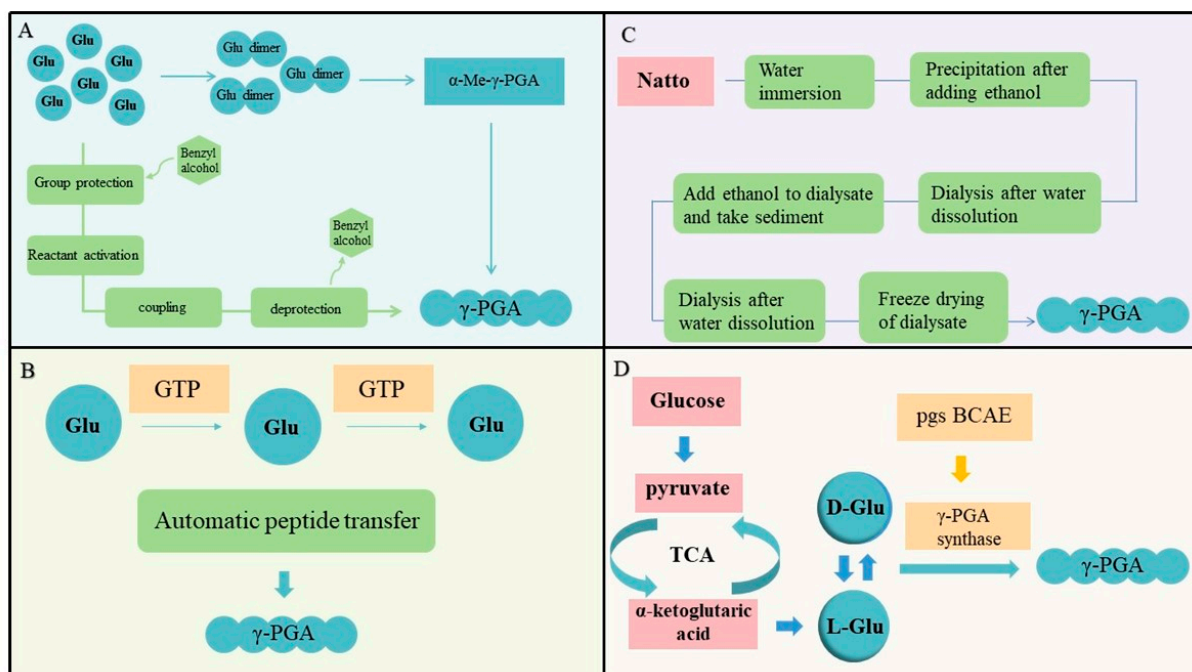 A
Glu
Glu
Glu
Glu
Glu
Glu
Glu dimer
Glu dimer
Glu dimer
α-Me-γ-PGA
Benzyl
alcohol
Group protection
Reactant activation
Benzyl
alcohol
coupling
deprotection
γ-PGA
C
Natto
Water
immersion
Precipitation after
adding ethanol
Add ethanol to dialysate
and take sediment
Dialysis after water
dissolution
Dialysis after
water dissolution
Freeze drying
of dialysate
γ-PGA
B
Glu
GTP
Glu
GTP
Glu
Automatic peptide transfer
γ-PGA
D
Glucose
pyruvate
TCA
α-ketoglutaric
acid
D-Glu
L-Glu
pgs BCAE
γ-PGA
synthase
γ-PGA